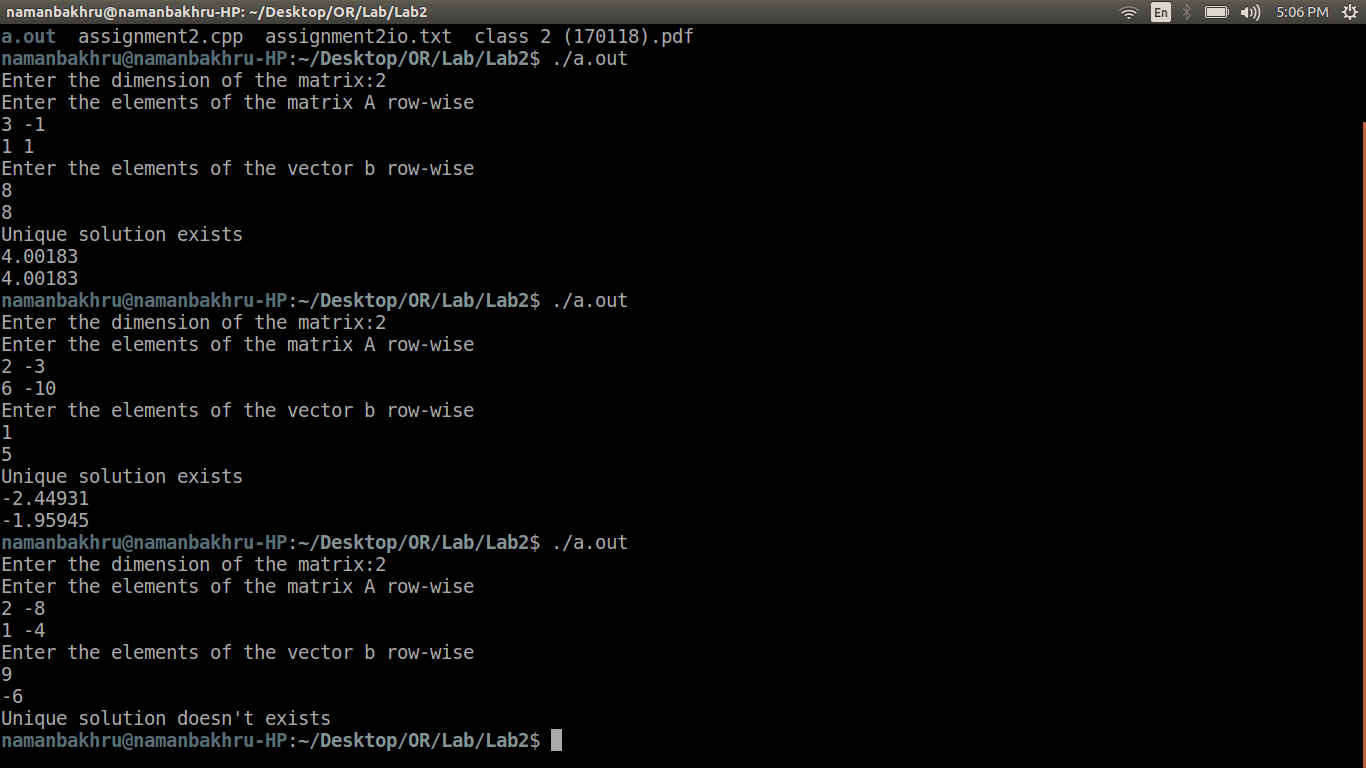 namanbakhru@namanbakhru-HP: ~/Desktop/OR/Lab/Lab2 En 5:06 PM
a.out assignment2.cpp assignment2io.txt class 2 (170118).pdf
namanbakhru@namanbakhru-HP:~/Desktop/OR/Lab/Lab2$ ./a.out
Enter the dimension of the matrix:2
Enter the elements of the matrix A row-wise
3 -1
1 1
Enter the elements of the vector b row-wise
8
8
Unique solution exists
4.00183
4.00183
namanbakhru@namanbakhru-HP:~/Desktop/OR/Lab/Lab2$ ./a.out
Enter the dimension of the matrix:2
Enter the elements of the matrix A row-wise
2 -3
6 -10
Enter the elements of the vector b row-wise
1
5
Unique solution exists
-2.44931
-1.95945
namanbakhru@namanbakhru-HP:~/Desktop/OR/Lab/Lab2$ ./a.out
Enter the dimension of the matrix:2
Enter the elements of the matrix A row-wise
2 -8
1 -4
Enter the elements of the vector b row-wise
9
-6
Unique solution doesn't exists
namanbakhru@namanbakhru-HP:~/Desktop/OR/Lab/Lab2$